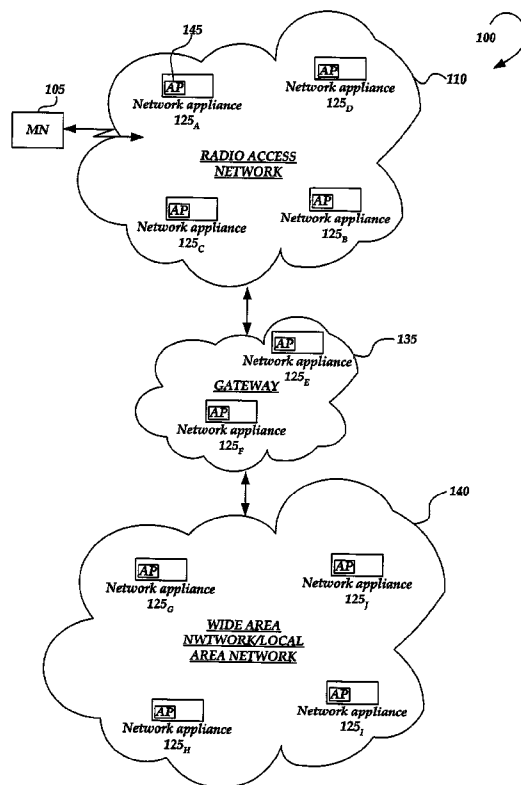 145
100
105
110
AP
Network appliance
125A
AP
Network appliance
125D
MN
RADIO ACCESS
NETWORK
AP
Network appliance
125C
AP
Network appliance
125B
135
AP
Network appliance
125E
GATEWAY
AP
Network appliance
125F
140
AP
Network appliance
125G
AP
Network appliance
125J
WIDE AREA
NWTWORK/LOCAL
AREA NETWORK
AP
Network appliance
125H
AP
Network appliance
125I